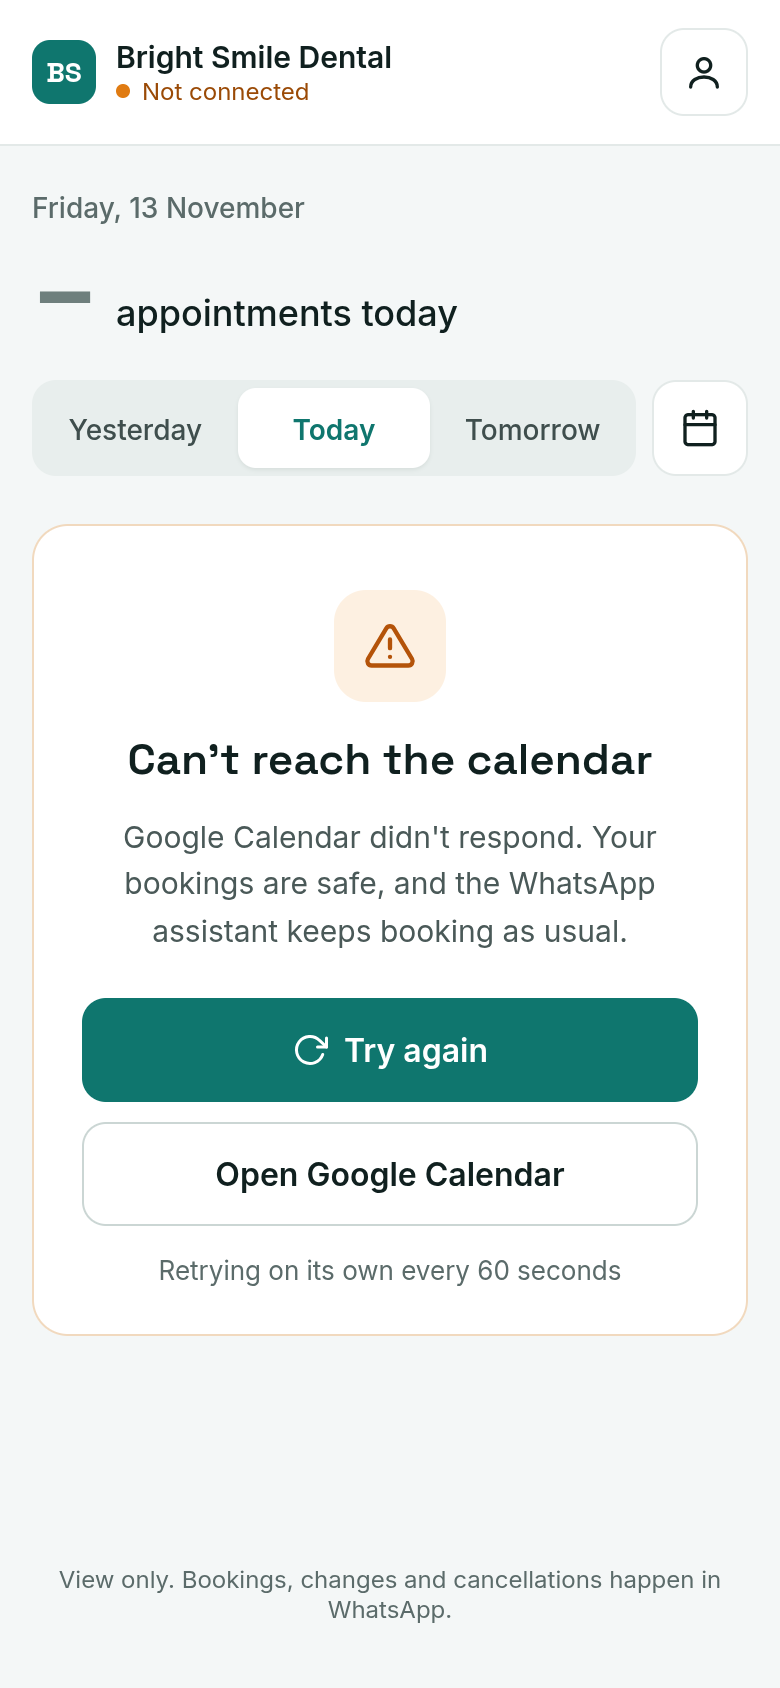 BS
Bright Smile Dental
Not connected
Friday, 13 November
– appointments today
Yesterday
Today
Tomorrow
Can’t reach the calendar
Google Calendar didn't respond. Your
bookings are safe, and the WhatsApp
assistant keeps booking as usual.
Try again
Open Google Calendar
Retrying on its own every 60 seconds
View only. Bookings, changes and cancellations happen in
WhatsApp.